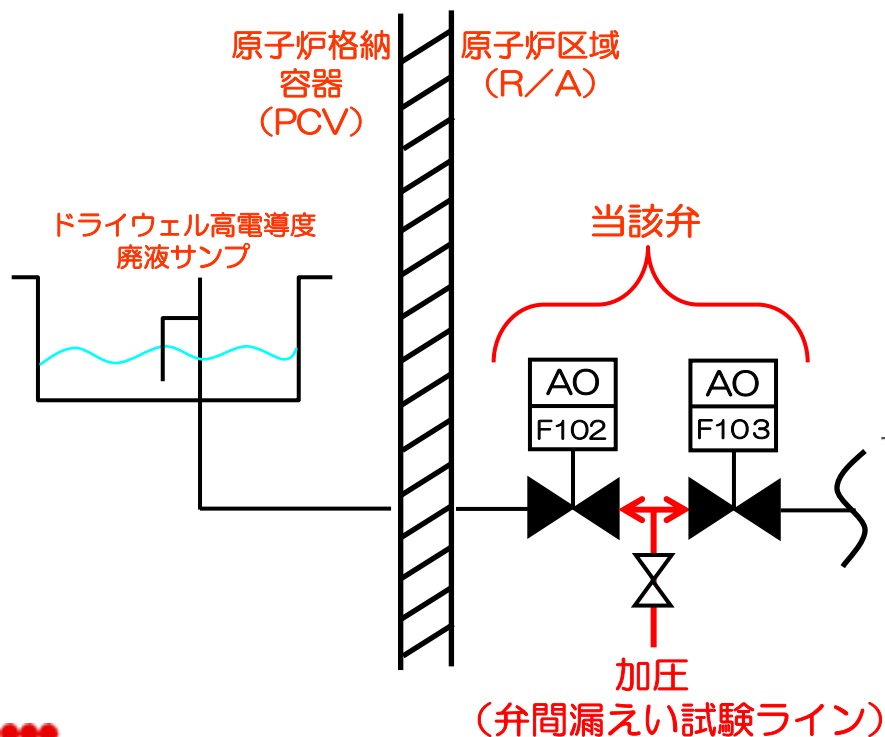 原子炉格納
容器
（PCV）
原子炉区域
（R／A）
ドライウェル高電導度
廃液サンプ
当該弁
AO
F102
AO
F103
加圧
（弁間漏えい試験ライン）